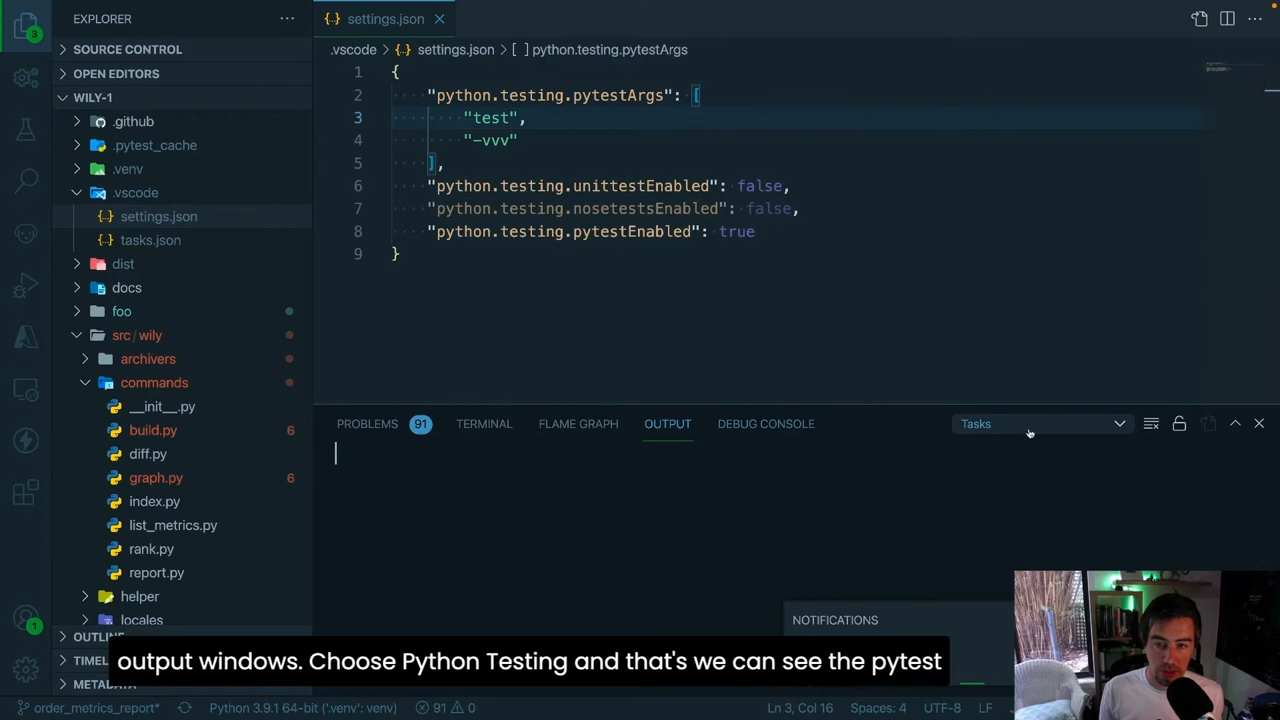 3
EXPLORER
SOURCE CONTROL
OPEN EDITORS
WILY-1
.github
.pytest_cache
.venv
.vscode
settings.json
tasks.json
dist
docs
foo
src / wily
archivers
commands
__init__.py
build.py 6
diff.py
graph.py 6
index.py
list_metrics.py
rank.py
report.py
helper
locales
OUTLINE
TIMEL
METADATA
1
settings.json
.vscode > settings.json > [ ] python.testing.pytestArgs
1 {
2 "python.testing.pytestArgs": [
3 "test",
4 "-vvv"
5 ],
6 "python.testing.unittestEnabled": false,
7 "python.testing.nosetestsEnabled": false,
8 "python.testing.pytestEnabled": true
9 }
PROBLEMS 91 TERMINAL FLAME GRAPH OUTPUT DEBUG CONSOLE Tasks
NOTIFICATIONS
output windows. Choose Python Testing and that's we can see the pytest
order_metrics_report* Python 3.9.1 64-bit ('.venv': venv) 91 0 Ln 3, Col 16 Spaces: 4 UTF-8 LF